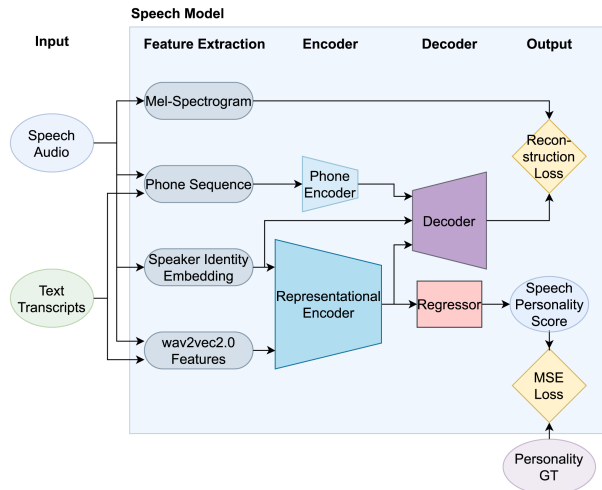 Speech Model
Input
Feature Extraction
Encoder
Decoder
Output
Mel-Spectrogram
Speech
Audio
Recon-
struction
Loss
Phone Sequence
Phone
Encoder
Decoder
Speaker Identity
Embedding
Text
Transcripts
Representational
Encoder
Regressor
Speech
Personality
Score
wav2vec2.0
Features
MSE
Loss
Personality
GT